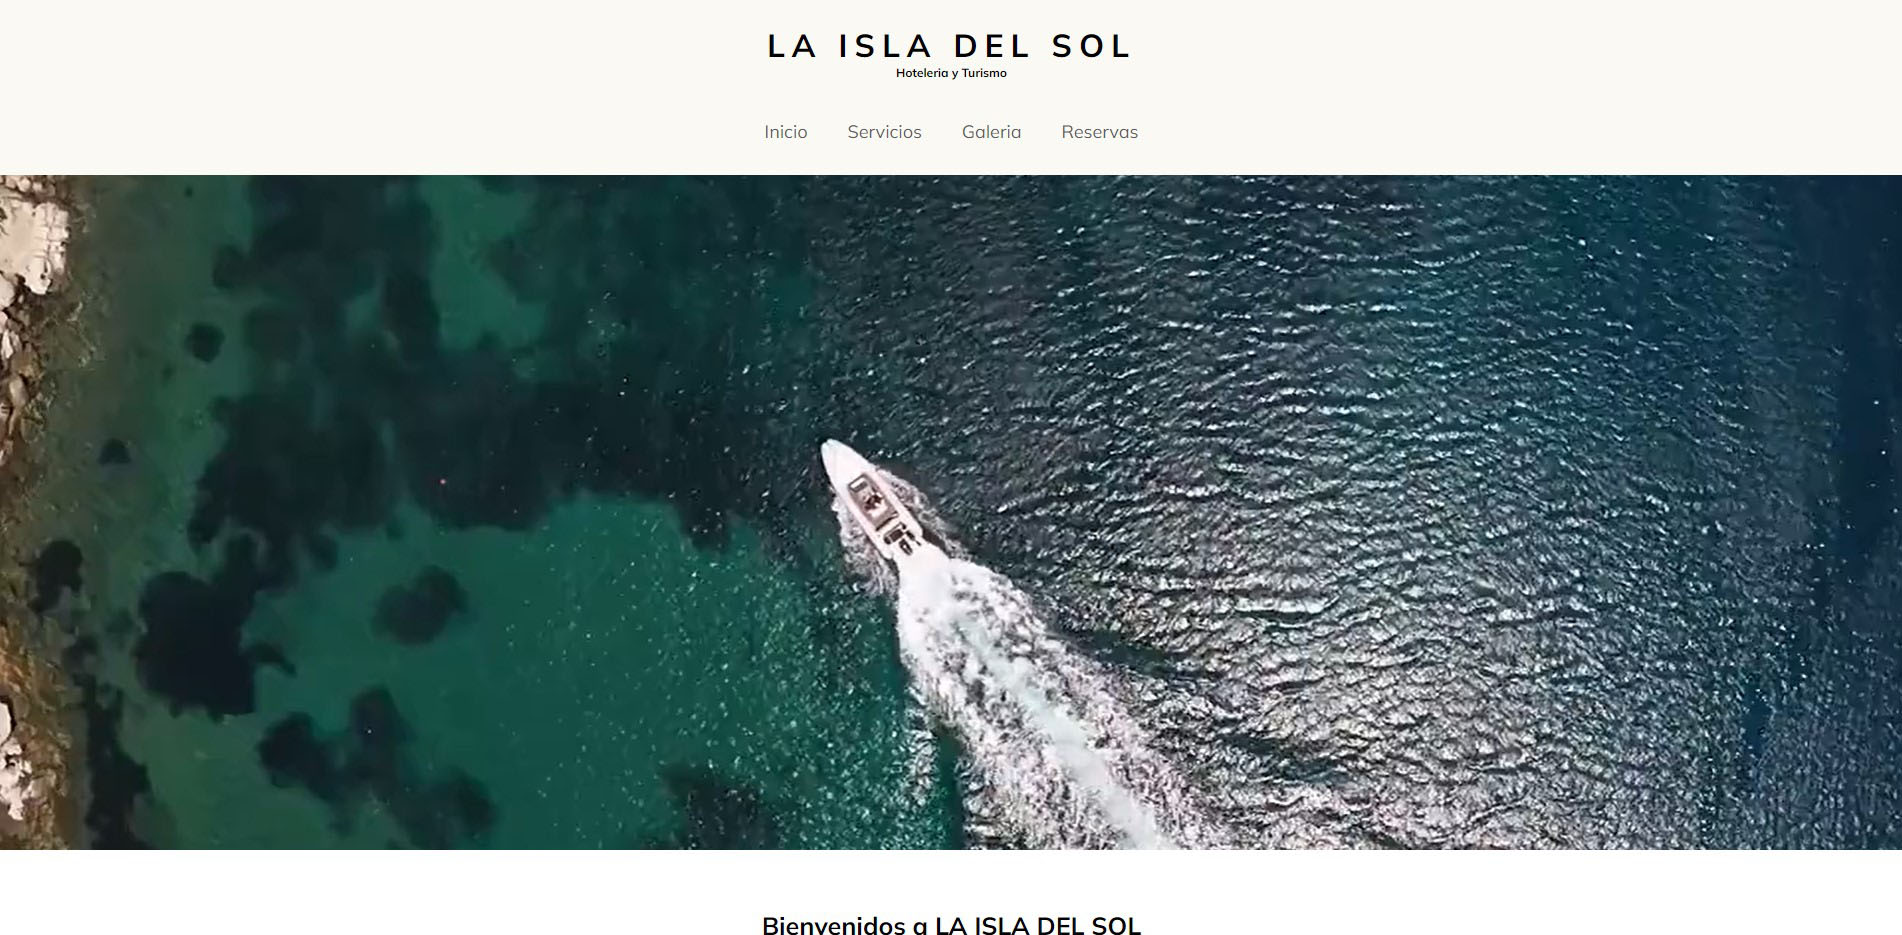 LA ISLA DEL SOL
Hoteleria y Turismo
Inicio Servicios Galeria Reservas
Bienvenidos a LA ISLA DEL SOL